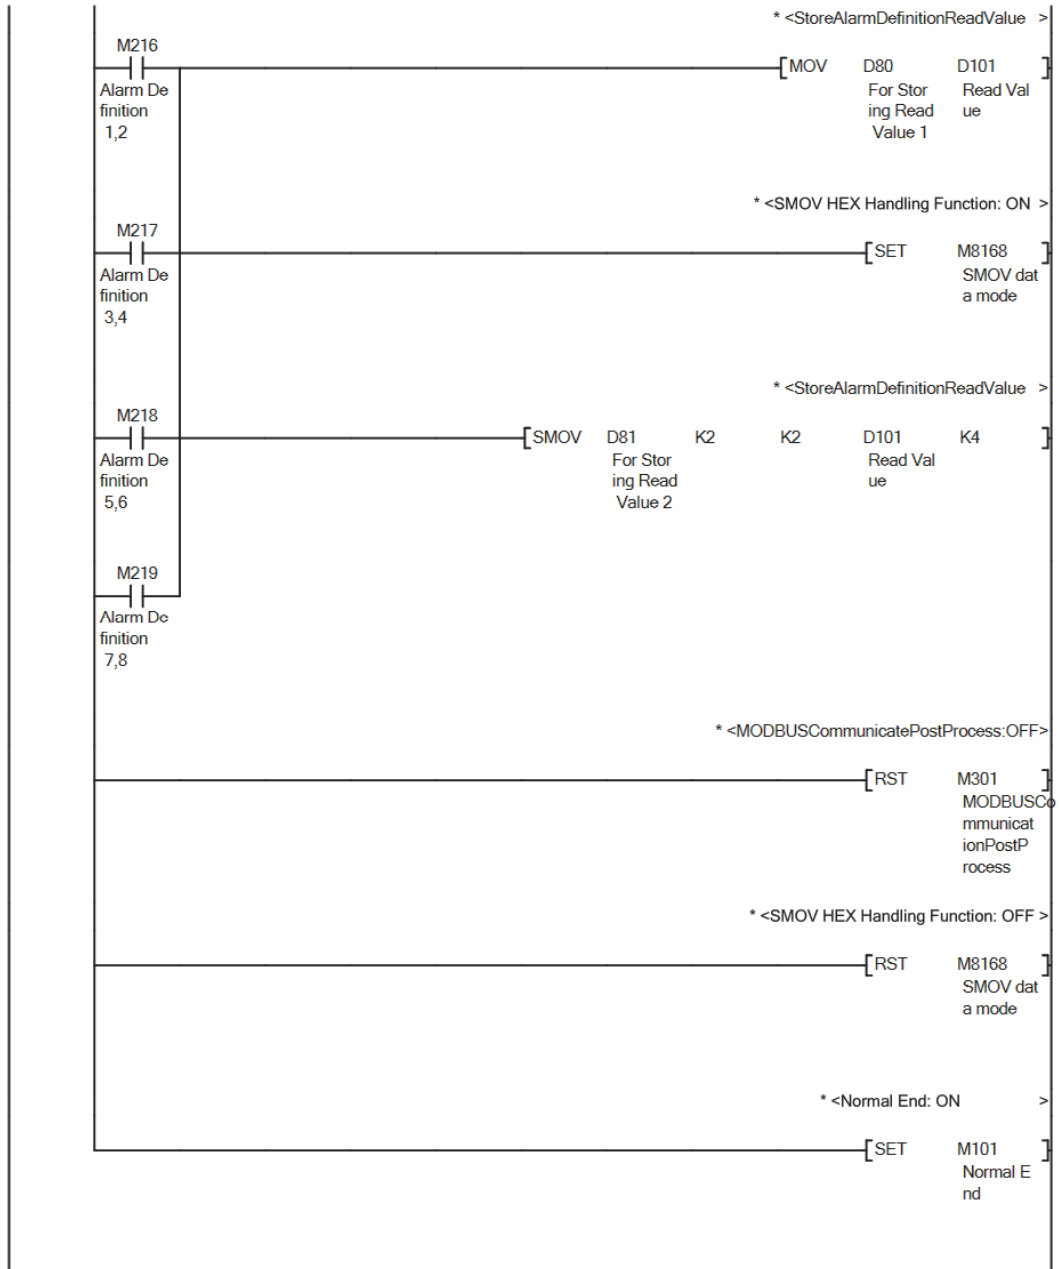 * <StoreAlarmDefinitionReadValue >
M216
[MOV D80 D101 ]
Alarm De
finition
1,2
For Stor
ing Read
Value 1
Read Val
ue
* <SMOV HEX Handling Function: ON >
M217
[SET M8168 ]
Alarm De
finition
3,4
SMOV dat
a mode
* <StoreAlarmDefinitionReadValue >
M218
[SMOV D81 K2 K2 D101 K4 ]
Alarm De
finition
5,6
For Stor
ing Read
Value 2
Read Val
ue
M219
Alarm De
finition
7,8
* <MODBUSCommunicatePostProcess:OFF>
[RST M301 ]
MODBUSCo
mmunicat
ionPostP
rocess
* <SMOV HEX Handling Function: OFF >
[RST M8168 ]
SMOV dat
a mode
* <Normal End: ON >
[SET M101 ]
Normal E
nd